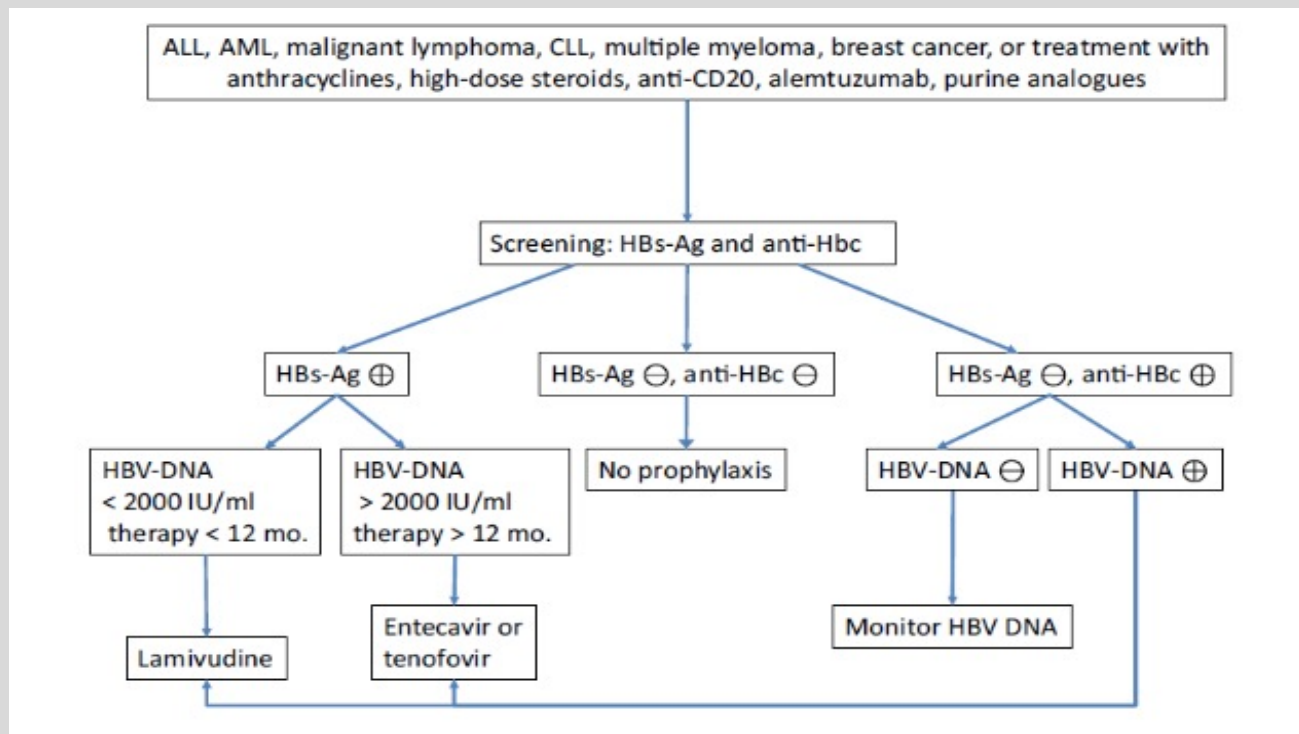 ALL, AML, malignant lymphoma, CLL, multiple myeloma, breast cancer, or treatment with
anthracyclines, high-dose steroids, anti-CD20, alemtuzumab, purine analogues
Screening: HBs-Ag and anti-Hbc
HBs-Ag ⊕
HBs-Ag ⊖, anti-HBc ⊖
HBs-Ag ⊖, anti-HBc ⊕
HBV-DNA
< 2000 IU/ml
therapy < 12 mo.
HBV-DNA
> 2000 IU/ml
therapy > 12 mo.
No prophylaxis
HBV-DNA ⊖
HBV-DNA ⊕
Lamivudine
Entecavir or
tenofovir
Monitor HBV DNA